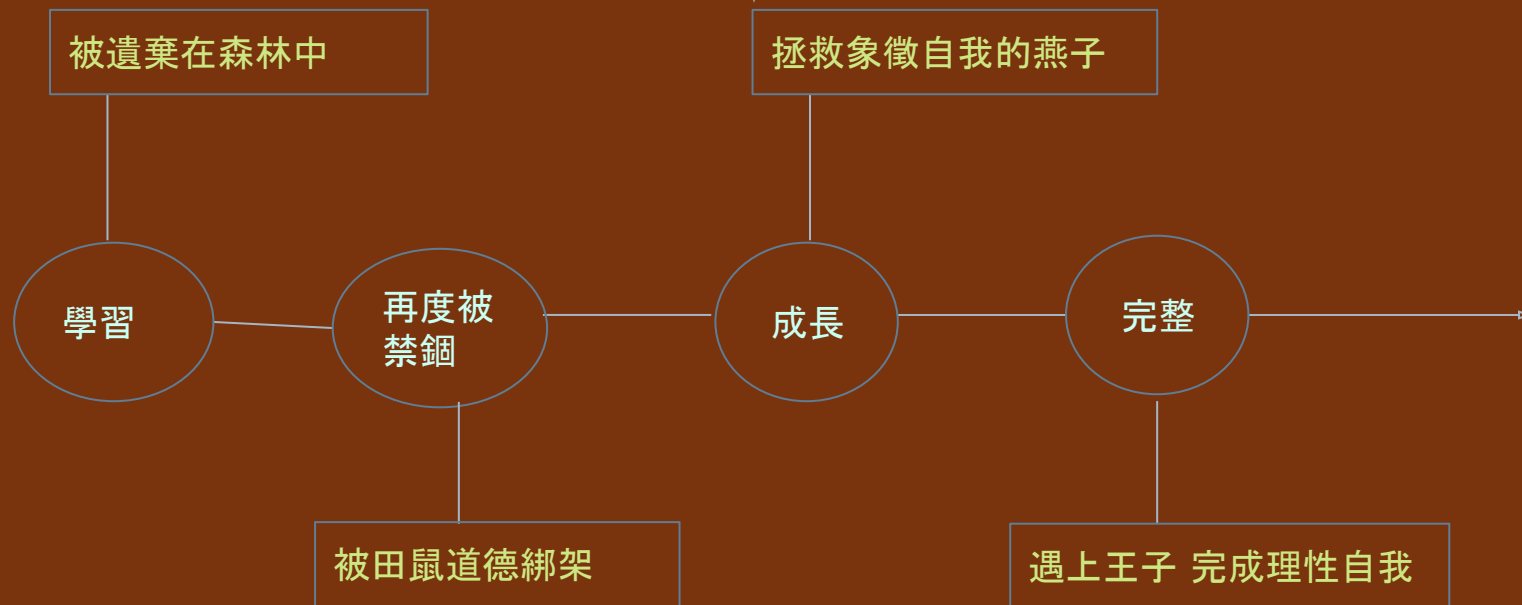 被遺棄在森林中
拯救象徵自我的燕子
學習
再度被
禁錮
成長
完整
被田鼠道德綁架
遇上王子 完成理性自我